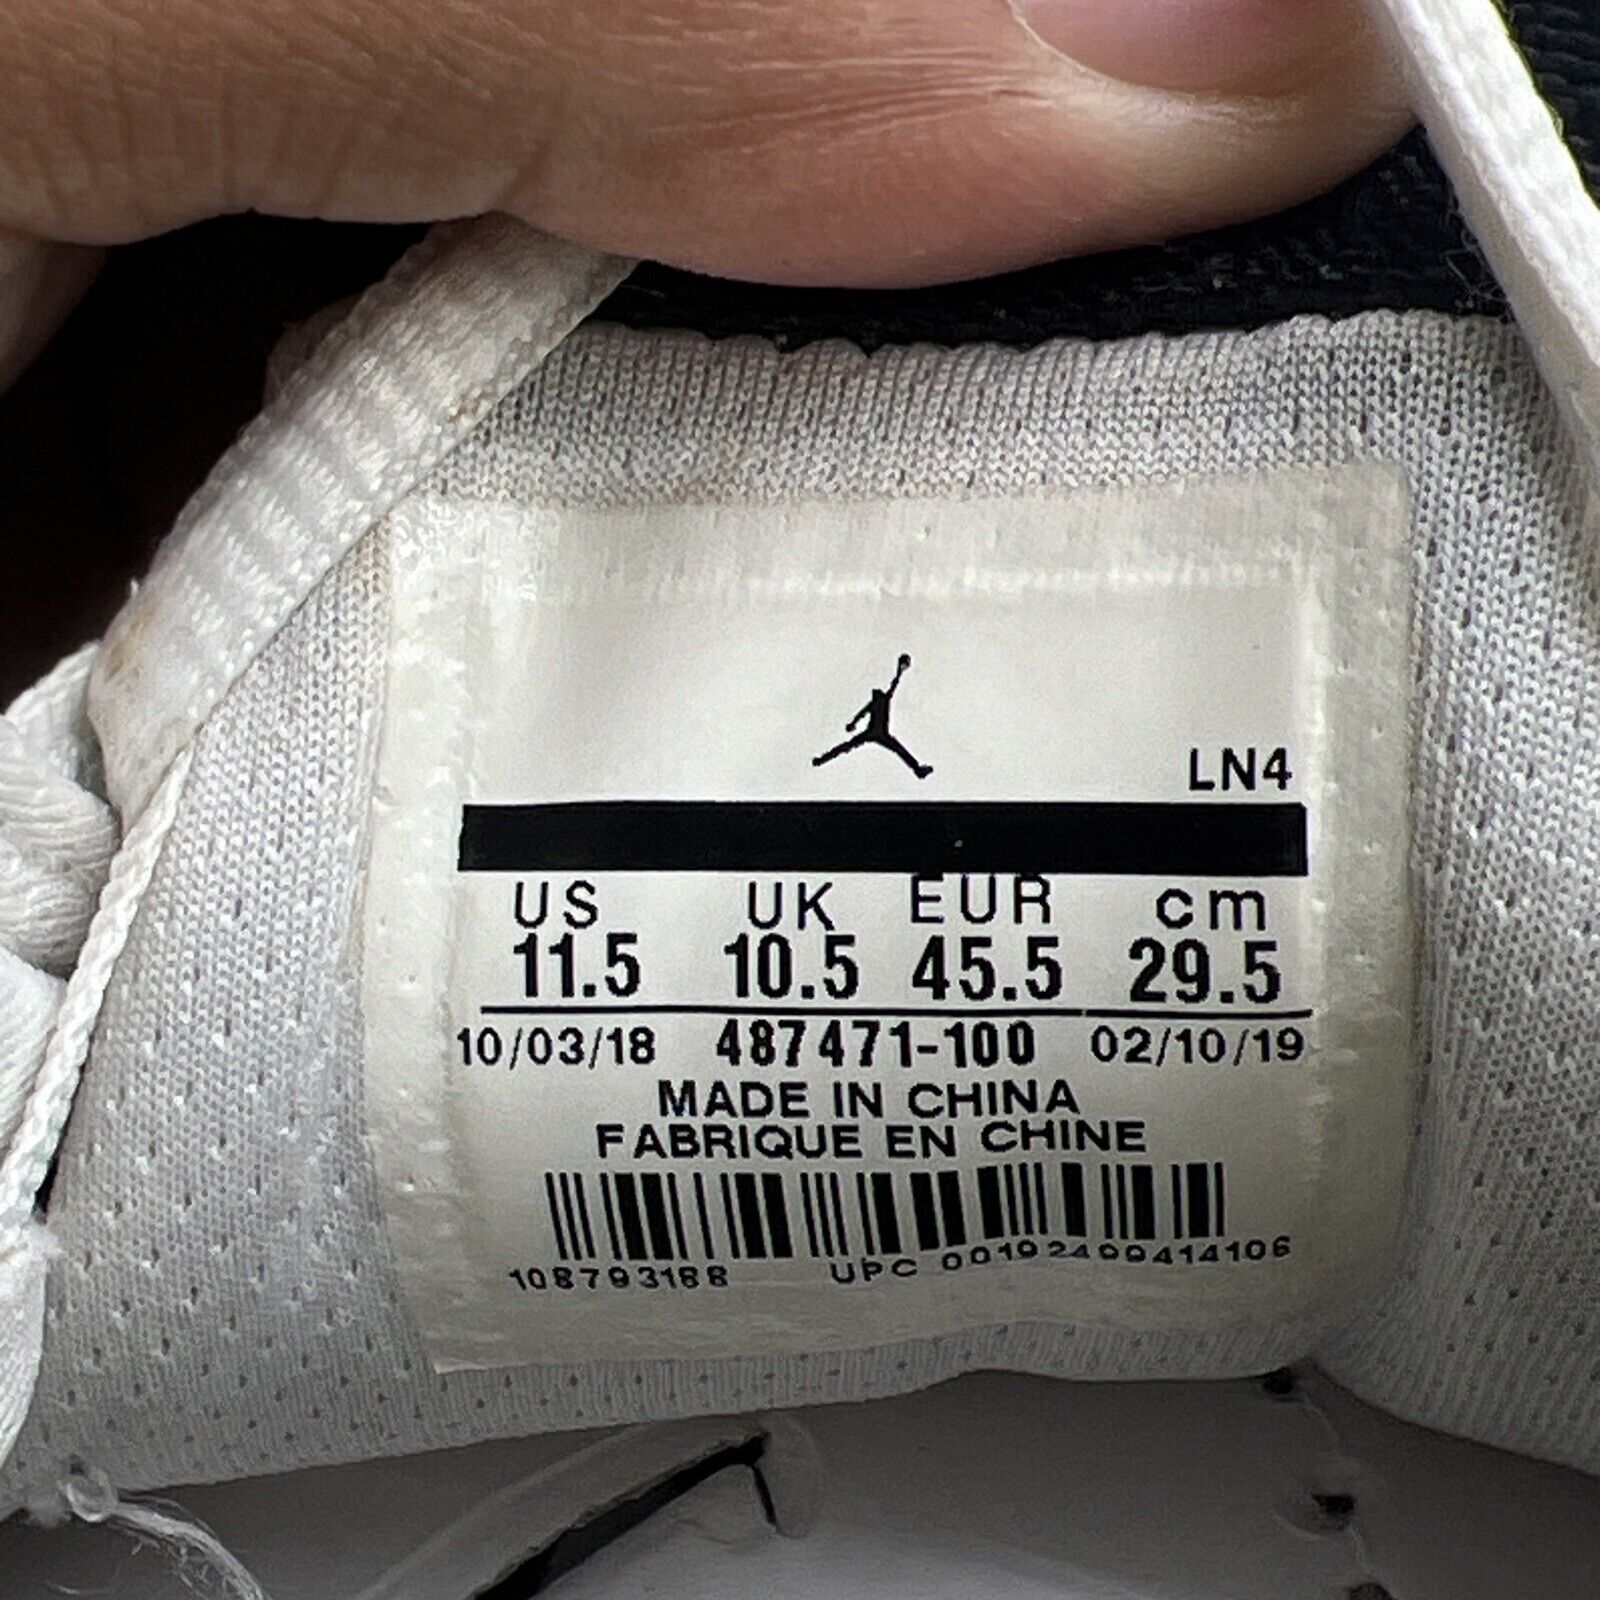 LN4
US UK EUR cm
11.5 10.5 45.5 29.5
10/03/18 487471-100 02/10/19
MADE IN CHINA
FABRIQUE EN CHINE
108793188 UPC 00192499414106